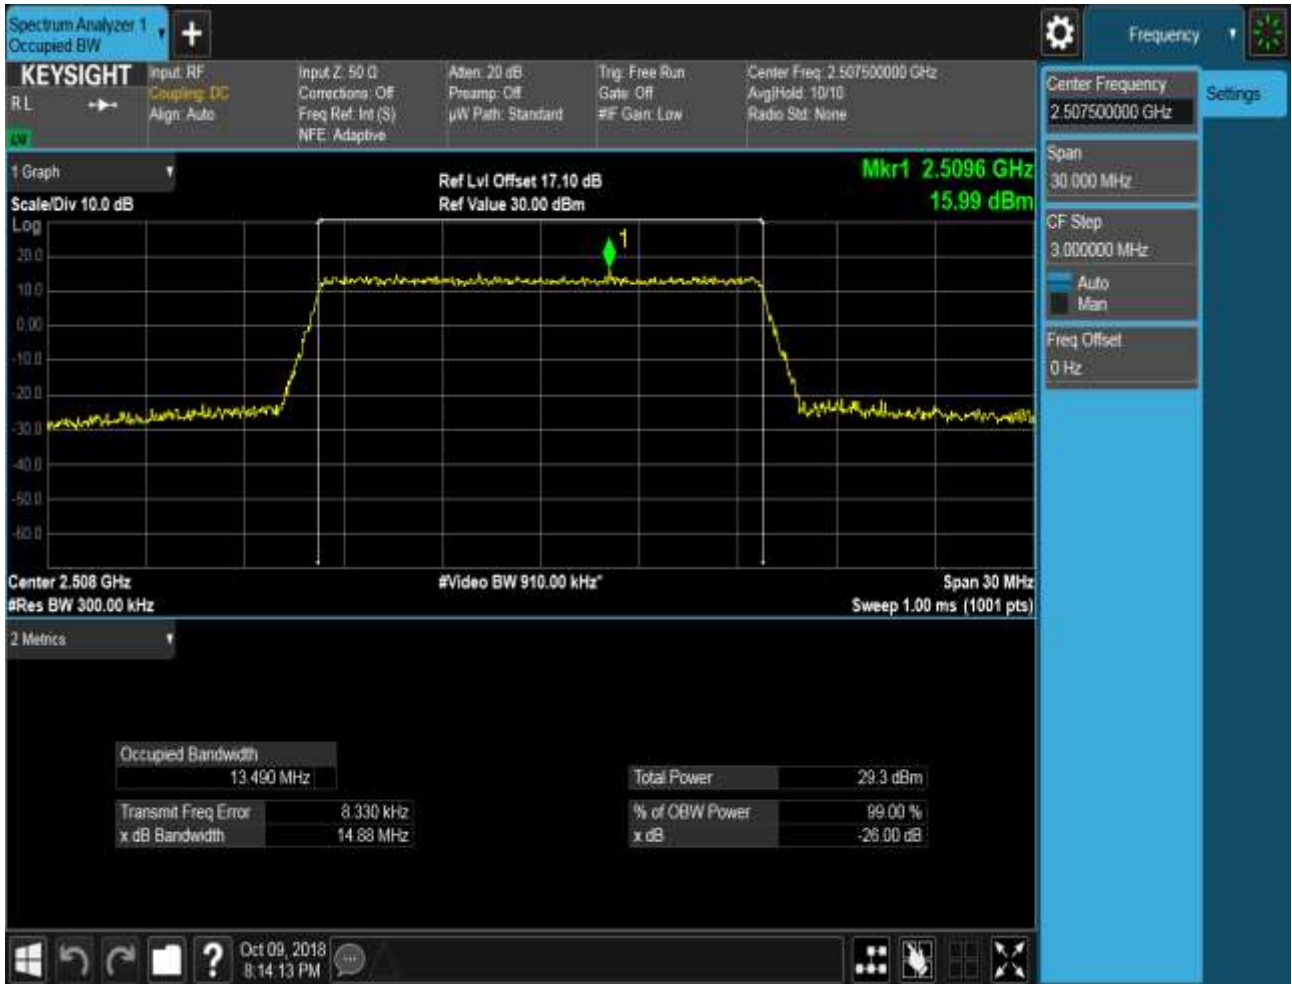 Spectrum Analyzer 1
Occupied BW
Frequency
KEYSIGHT
RL
Input: RF
Coupling: DC
Align: Auto
Input Z: 50 Ω
Corrections: Off
Freq Ref: Int (S)
NFE: Adaptive
Atten: 20 dB
Preamp: Off
µW Path: Standard
Trig: Free Run
Gate: Off
#IF Gain: Low
Center Freq: 2.507500000 GHz
Avg|Hold: 10/10
Radio Std: None
Center Frequency
2.507500000 GHz
Settings
Span
30.000 MHz
CF Step
3.000000 MHz
Auto
Man
Freq Offset
0 Hz
1 Graph
Scale/Div 10.0 dB
Ref Lvl Offset 17.10 dB
Ref Value 30.00 dBm
Mkr1 2.5096 GHz
15.99 dBm
Log
1
20.0
10.0
0.00
-10.0
-20.0
-30.0
-40.0
-50.0
-60.0
Center 2.508 GHz
#Res BW 300.00 kHz
#Video BW 910.00 kHz*
Span 30 MHz
Sweep 1.00 ms (1001 pts)
2 Metrics
Occupied Bandwidth
13.490 MHz
Total Power 29.3 dBm
Transmit Freq Error 8.330 kHz
% of OBW Power 99.00 %
x dB Bandwidth 14.88 MHz
x dB -26.00 dB
?
Oct 09, 2018
8:14:13 PM